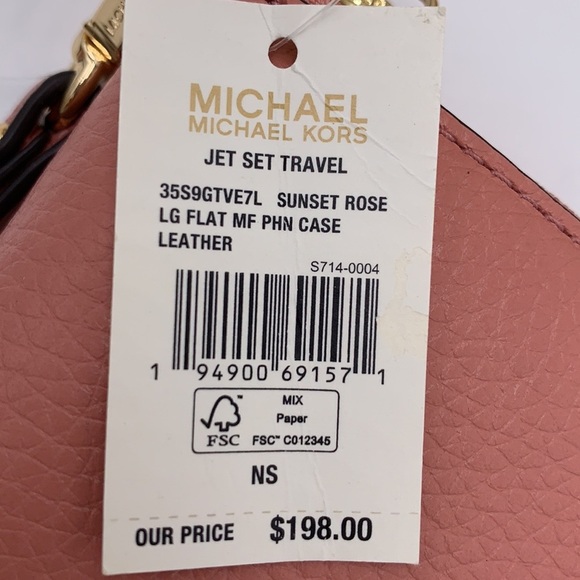 MICHAEL
MICHAEL KORS
JET SET TRAVEL
35S9GTVE7L SUNSET ROSE
LG FLAT MF PHN CASE
LEATHER
S714-0004
1 94900 69157 1
FSC
MIX
Paper
FSC™ C012345
NS
OUR PRICE $198.00